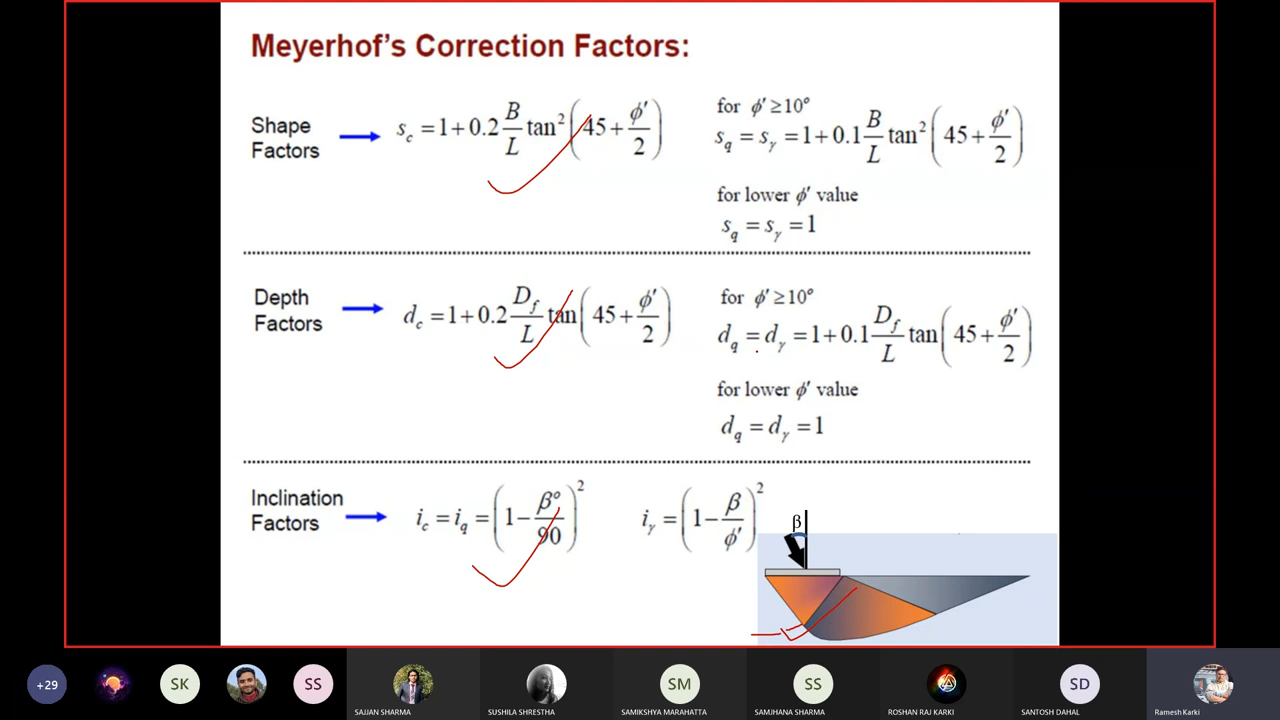 Meyerhof's Correction Factors:
Shape Factors
s_c = 1 + 0.2 B/L tan² (45 + ϕ′/2)
for ϕ′ ≥ 10°
s_q = s_γ = 1 + 0.1 B/L tan² (45 + ϕ′/2)
for lower ϕ′ value
s_q = s_γ = 1
Depth Factors
d_c = 1 + 0.2 D_f/L tan (45 + ϕ′/2)
for ϕ′ ≥ 10°
d_q = d_γ = 1 + 0.1 D_f/L tan (45 + ϕ′/2)
for lower ϕ′ value
d_q = d_γ = 1
Inclination Factors
i_c = i_q = (1 − β°/90)²
i_γ = (1 − β/ϕ′)²
β
+29
SK
SS
SM
SS
SD
SAJJAN SHARMA
SUSHILA SHRESTHA
SAMIKSHYA MARAHATTA
SAMJHANA SHARMA
ROSHAN RAJ KARKI
SANTOSH DAHAL
Ramesh Karki